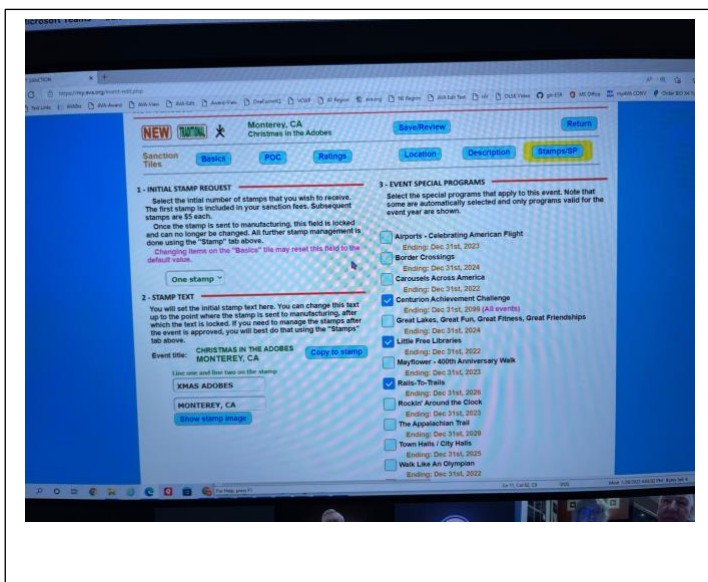 Microsoft Teams
https://my.ava.org/event-edit.php
NEW
TRADITIONAL
Monterey, CA
Christmas in the Adobes
Save/Review
Return
Sanction Tiles
Basics
POC
Ratings
Location
Description
Stamps/SP
1 - INITIAL STAMP REQUEST
Select the intial number of stamps that you wish to receive.
The first stamp is included in your sanction fees. Subsequent
stamps are $5 each.
Once the stamp is sent to manufacturing, this field is locked
and can no longer be changed. All further stamp management is
done using the "Stamp" tab above.
Changing items on the "Basics" tile may reset this field to the
default value.
One stamp
2 - STAMP TEXT
You will set the initial stamp text here. You can change this text
up to the point where the stamp is sent to manufacturing, after
which the text is locked. If you need to manage the stamps after
the event is approved, you will best do that using the "Stamps"
tab above.
Event title:
CHRISTMAS IN THE ADOBES
MONTEREY, CA
Copy to stamp
Line one and line two on the stamp
XMAS ADOBES
MONTEREY, CA
Show stamp image
3 - EVENT SPECIAL PROGRAMS
Select the special programs that apply to this event. Note that
some are automatically selected and only programs valid for the
event year are shown.
Airports - Celebrating American Flight
Ending: Dec 31st, 2023
Border Crossings
Ending: Dec 31st, 2024
Carousels Across America
Ending: Dec 31st, 2022
Centurion Achievement Challenge
Ending: Dec 31st, 2099 (All events)
Great Lakes, Great Fun, Great Fitness, Great Friendships
Ending: Dec 31st, 2024
Little Free Libraries
Ending: Dec 31st, 2022
Mayflower - 400th Anniversary Walk
Ending: Dec 31st, 2023
Rails-To-Trails
Ending: Dec 31st, 2026
Rockin' Around the Clock
Ending: Dec 31st, 2023
The Appalachian Trail
Ending: Dec 31st, 2029
Town Halls / City Halls
Ending: Dec 31st, 2025
Walk Like An Olympian
Ending: Dec 31st, 2022
For Help, press F1